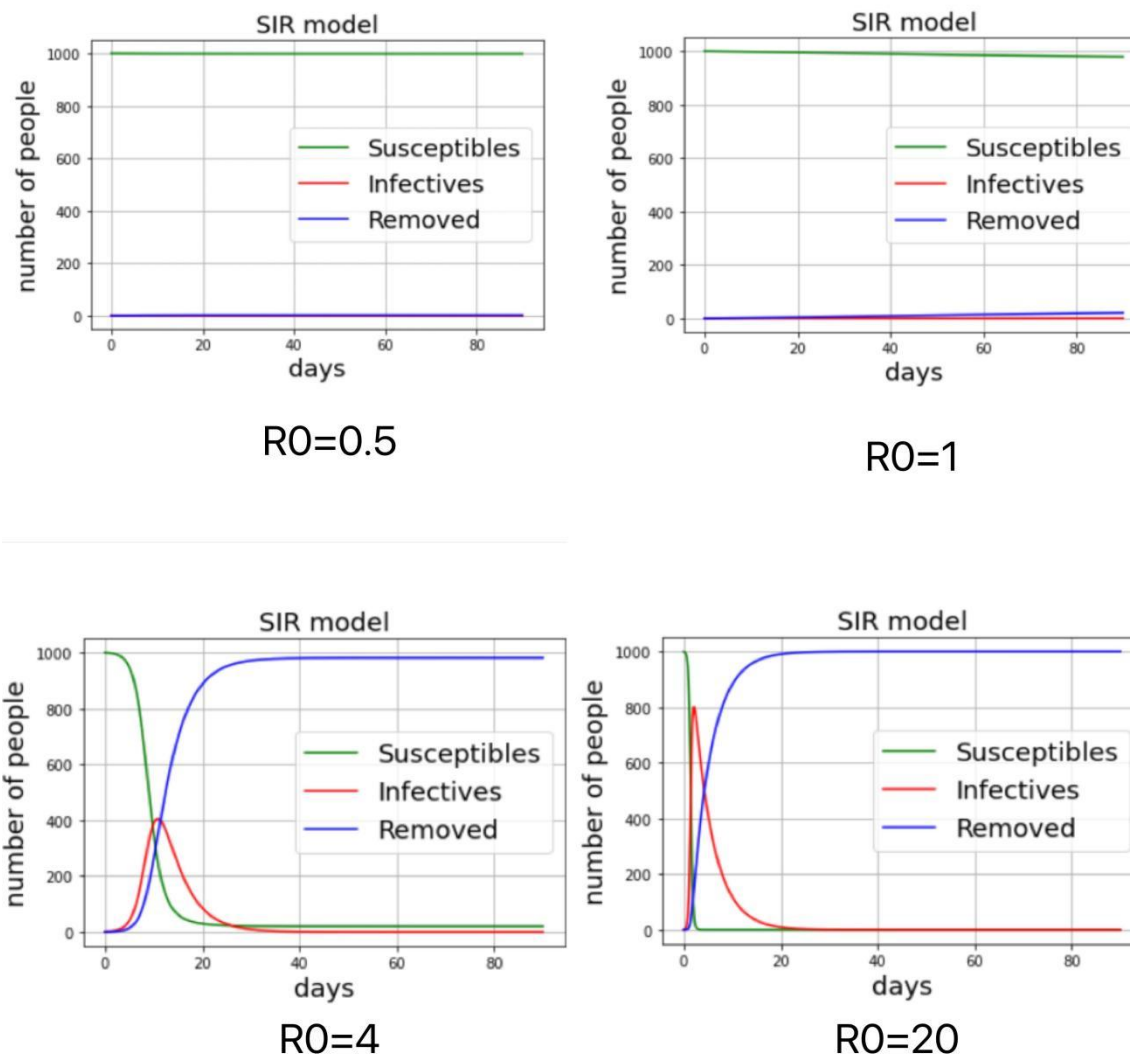 SIR model
number of people
1000
800
600
400
200
0
Susceptibles
Infectives
Removed
0 20 40 60 80
days
R0=0.5
SIR model
number of people
1000
800
600
400
200
0
Susceptibles
Infectives
Removed
0 20 40 60 80
days
R0=1
SIR model
number of people
1000
800
600
400
200
0
Susceptibles
Infectives
Removed
0 20 40 60 80
days
R0=4
SIR model
number of people
1000
800
600
400
200
0
Susceptibles
Infectives
Removed
0 20 40 60 80
days
R0=20